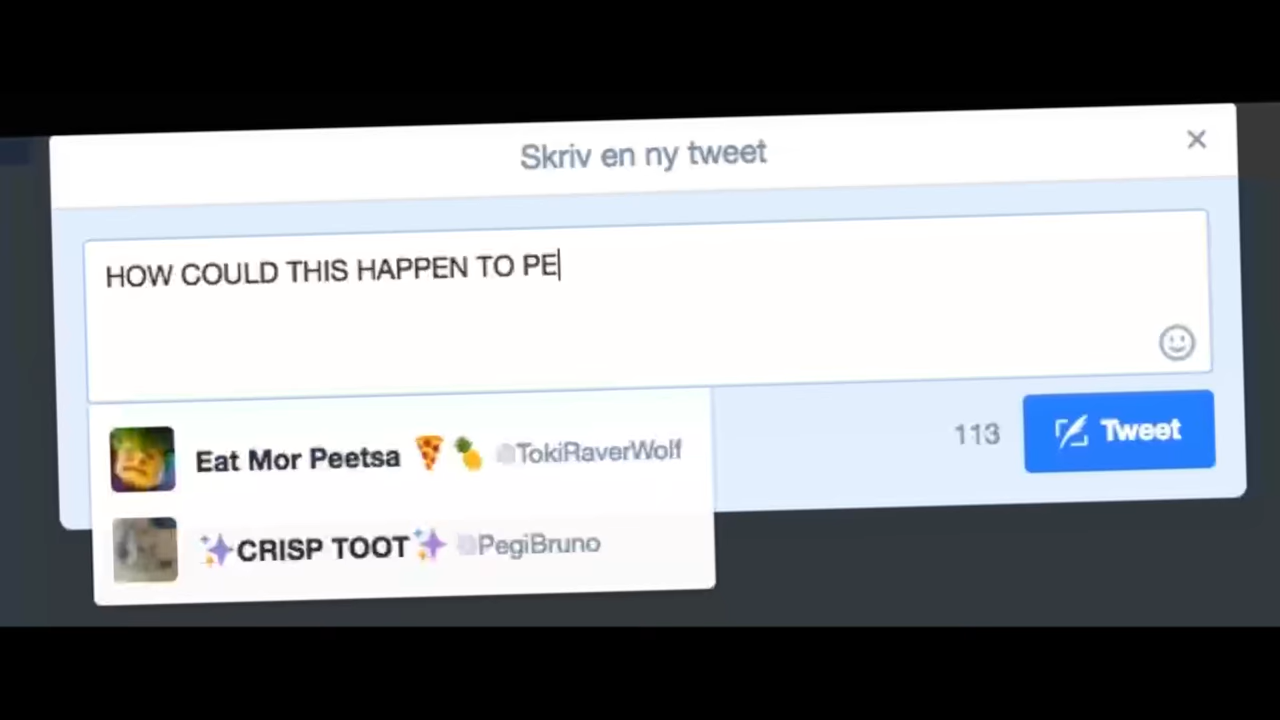 Skriv en ny tweet
HOW COULD THIS HAPPEN TO PE
Eat Mor Peetsa 🍕 🍍 @TokiRaverWolf
113
Tweet
✨CRISP TOOT✨ @PegiBruno